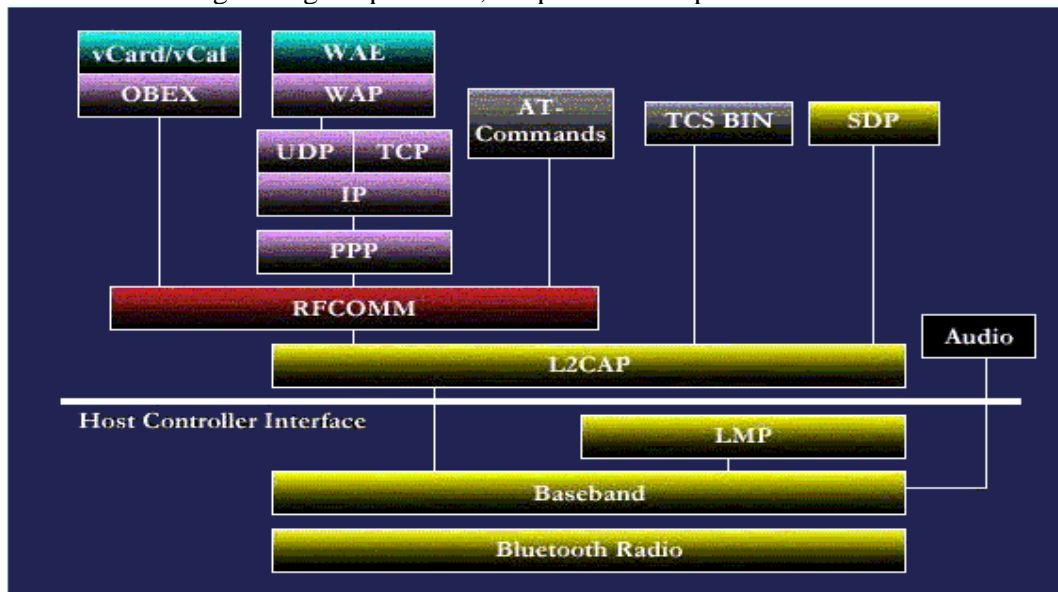 vCard/vCal
OBEX
WAE
WAP
UDP TCP
IP
PPP
AT-
Commands
TCS BIN
SDP
RFCOMM
L2CAP
Audio
Host Controller Interface
LMP
Baseband
Bluetooth Radio